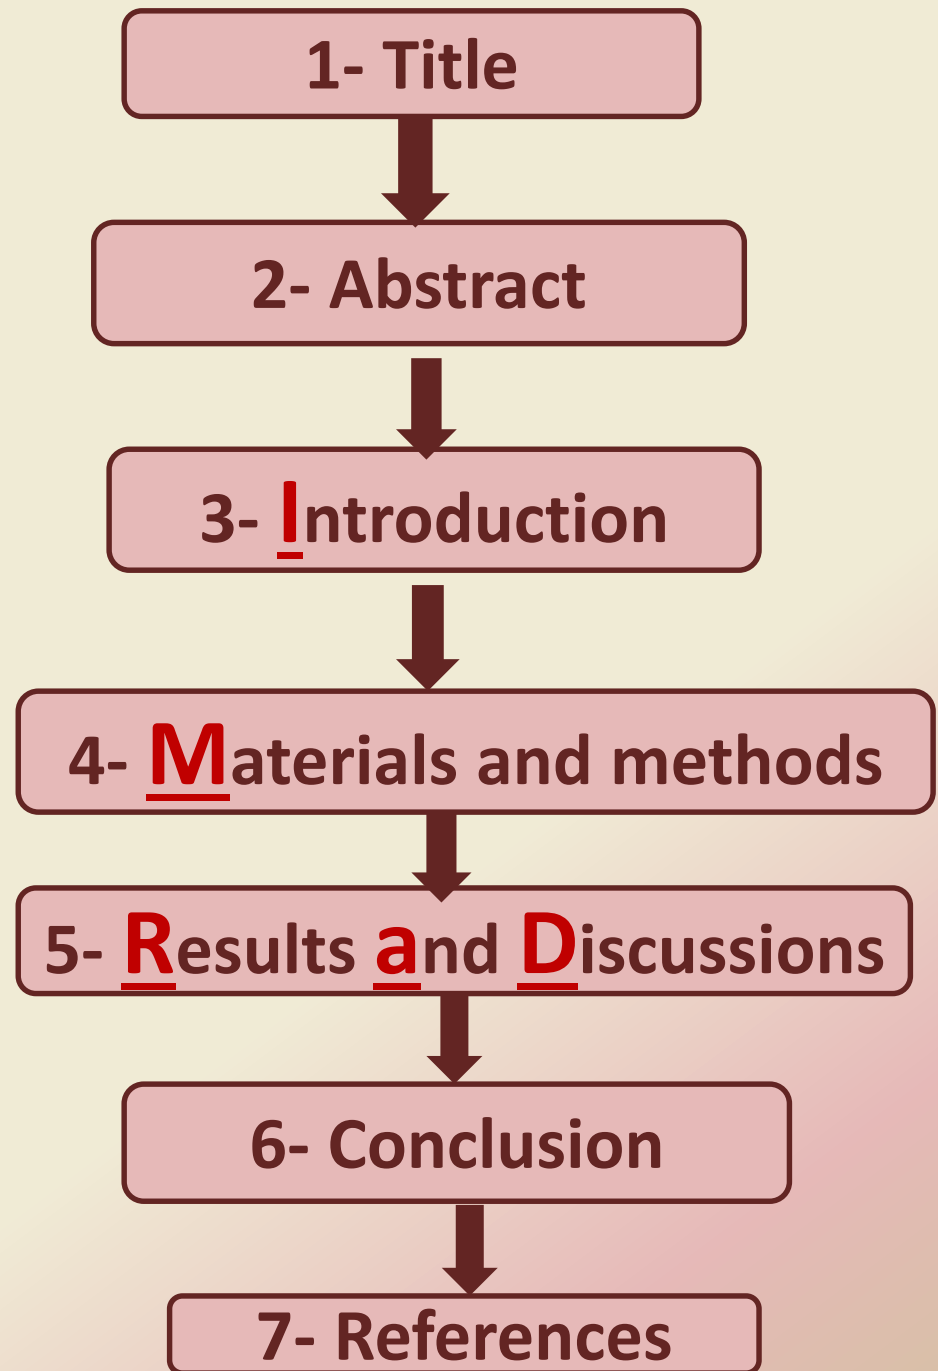 1- Title
2- Abstract
3- Introduction
4- Materials and methods
5- Results and Discussions
6- Conclusion
7- References